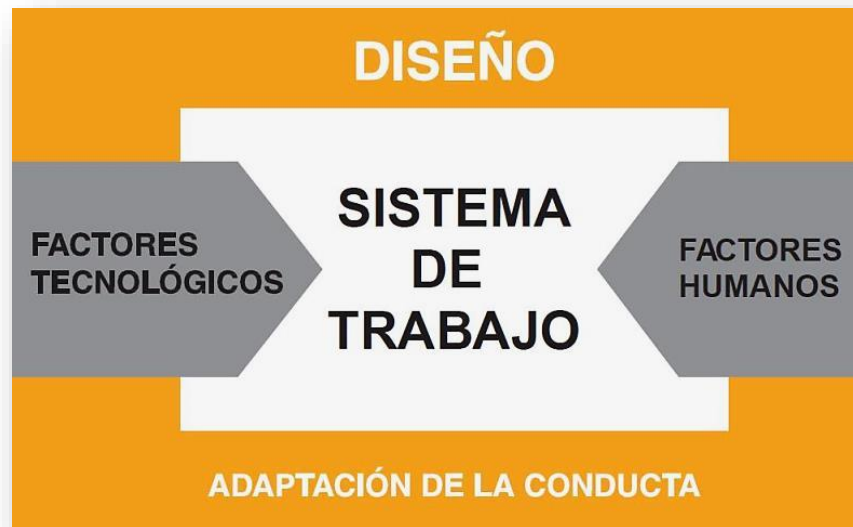 DISEÑO
FACTORES
TECNOLÓGICOS
SISTEMA
DE
TRABAJO
FACTORES
HUMANOS
ADAPTACIÓN DE LA CONDUCTA